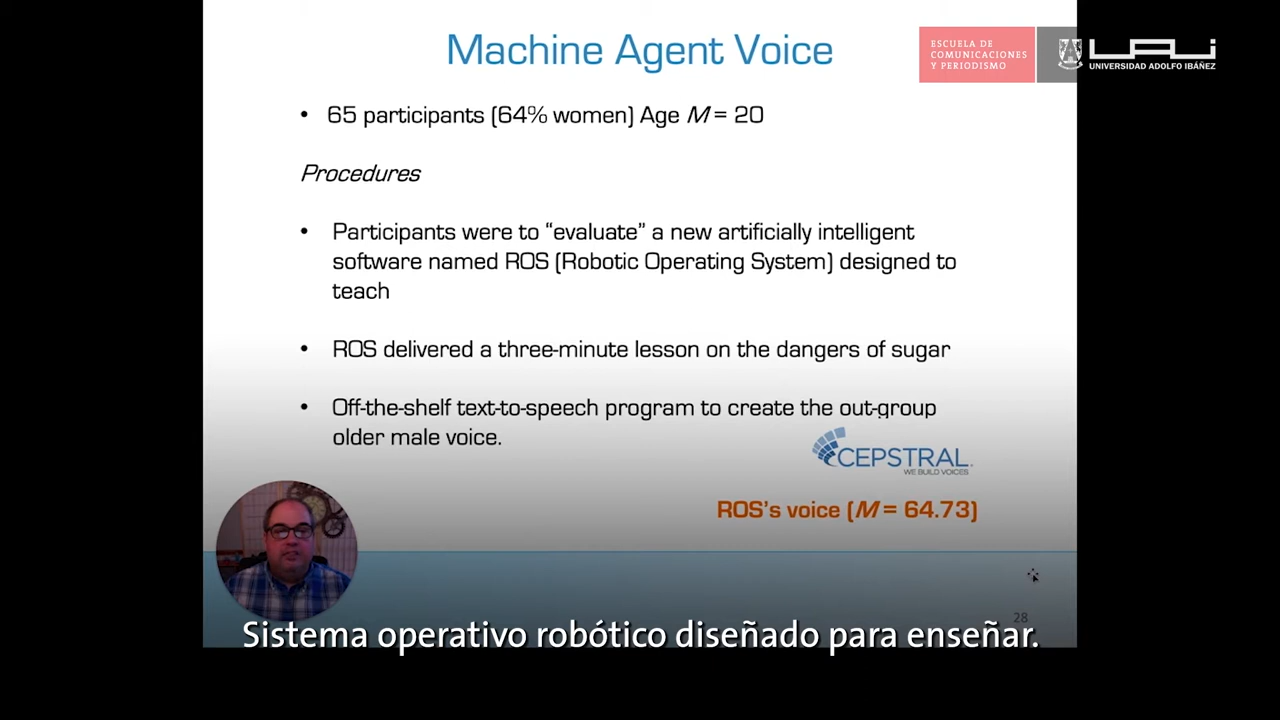 Machine Agent Voice
ESCUELA DE
COMUNICACIONES
Y PERIODISMO
UAI
UNIVERSIDAD ADOLFO IBÁÑEZ
• 65 participants (64% women) Age M = 20
Procedures
• Participants were to “evaluate” a new artificially intelligent
software named ROS (Robotic Operating System) designed to
teach
• ROS delivered a three-minute lesson on the dangers of sugar
• Off-the-shelf text-to-speech program to create the out-group
older male voice.
CEPSTRAL
WE BUILD VOICES
ROS’s voice (M = 64.73)
28
Sistema operativo robótico diseñado para enseñar.